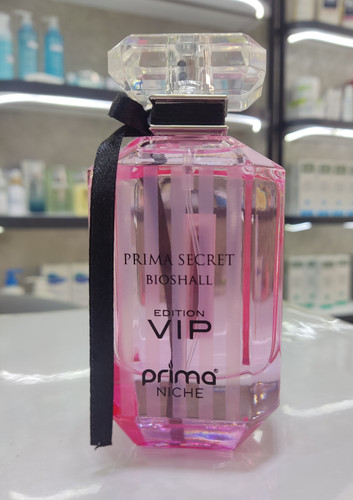 PRIMA SECRET
BIOSHALL
EDITION
VIP
prima®
NICHE